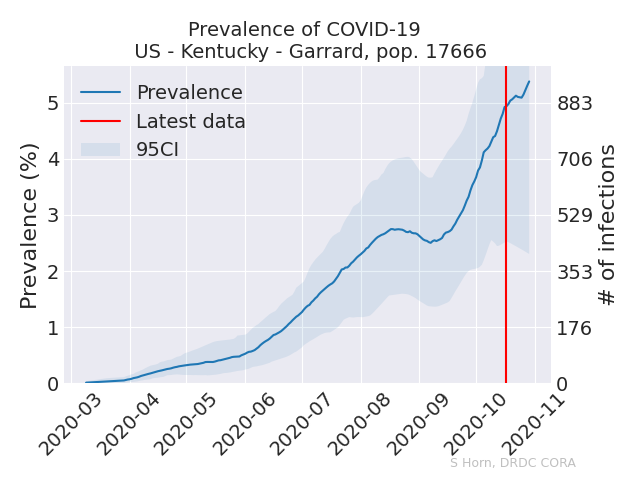 Prevalence of COVID-19
US - Kentucky - Garrard, pop. 17666
Prevalence
Latest data
95CI
Prevalence (%)
5
4
3
2
1
0
883
706
529
353
176
0
# of infections
2020-03
2020-04
2020-05
2020-06
2020-07
2020-08
2020-09
2020-10
2020-11
S Horn, DRDC CORA